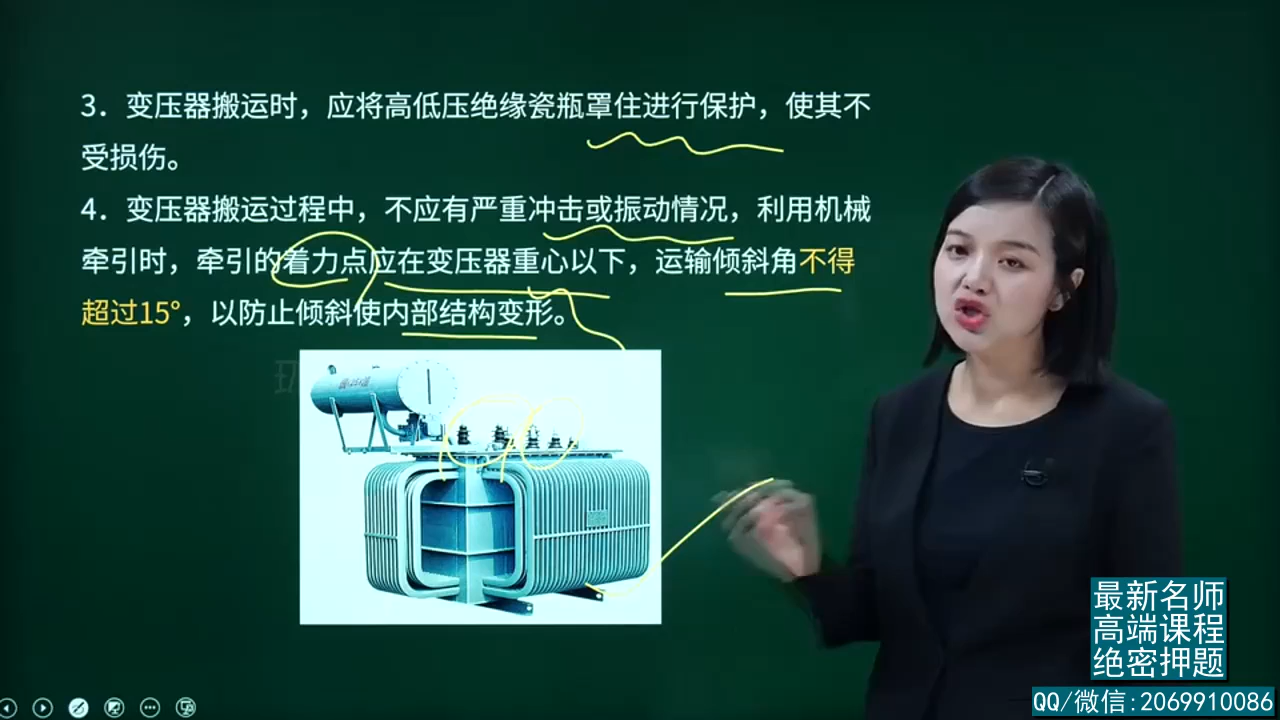 3．变压器搬运时，应将高低压绝缘瓷瓶罩住进行保护，使其不
受损伤。
4．变压器搬运过程中，不应有严重冲击或振动情况，利用机械
牵引时，牵引的着力点应在变压器重心以下，运输倾斜角不得
超过15°，以防止倾斜使内部结构变形。
最新名师
高端课程
绝密押题
QQ/微信:2069910086